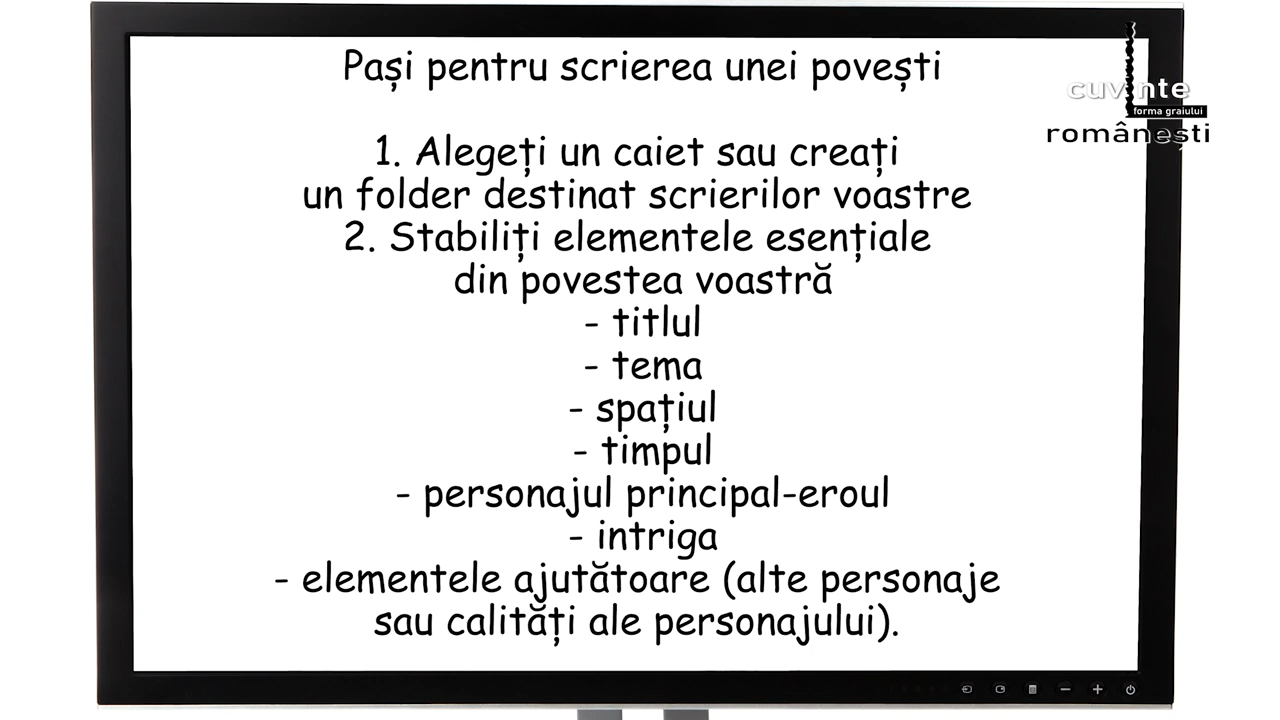 Pași pentru scrierea unei povești
1. Alegeți un caiet sau creați
un folder destinat scrierilor voastre
2. Stabiliți elementele esențiale
din povestea voastră
- titlul
- tema
- spațiul
- timpul
- personajul principal-eroul
- intriga
- elementele ajutătoare (alte personaje
sau calități ale personajului).
cuvinte
forma graiului
românești